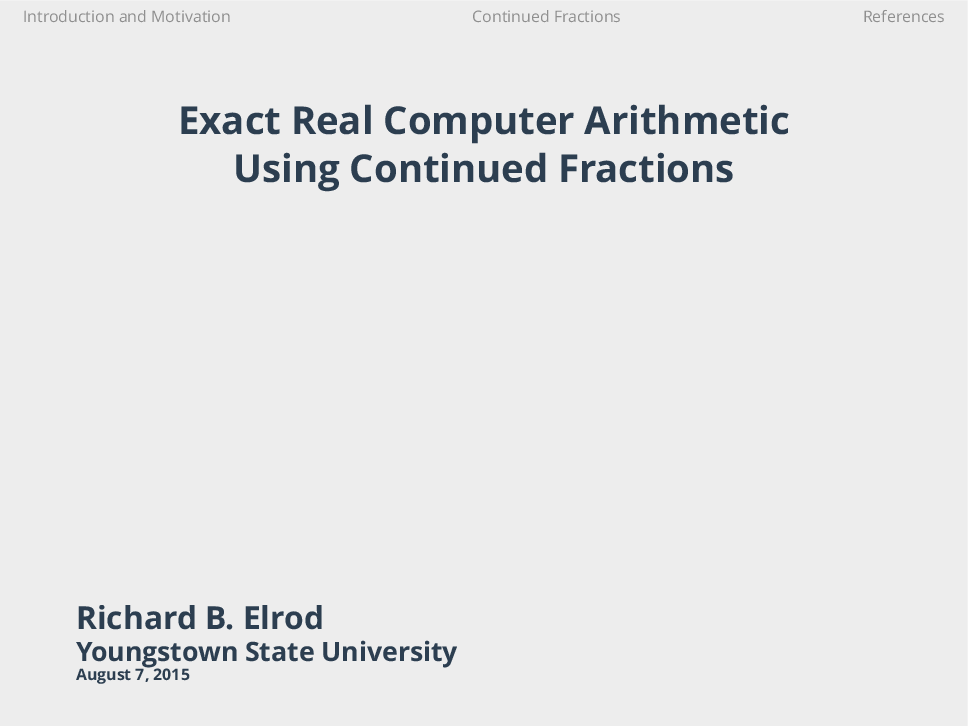 Introduction and Motivation
Continued Fractions
References
Exact Real Computer Arithmetic
Using Continued Fractions
Richard B. Elrod
Youngstown State University
August 7, 2015